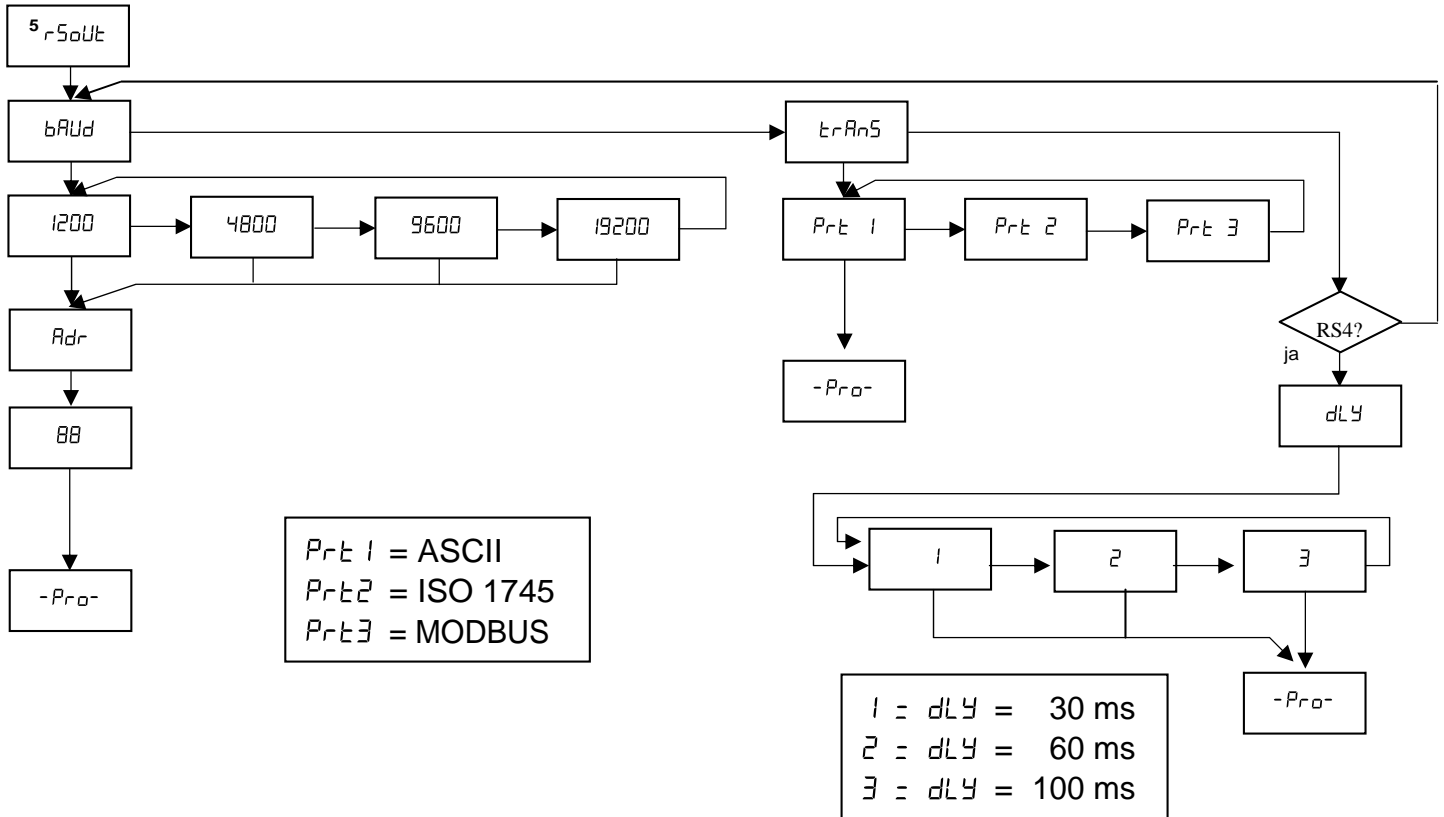 5 rSoUt
bAUd
trAnS
1200
4800
9600
19200
Prt 1
Prt 2
Prt 3
Adr
RS4?
ja
-Pro-
dLY
88
1
2
3
-Pro-
Prt 1 = ASCII
Prt2 = ISO 1745
Prt3 = MODBUS
-Pro-
1 = dLY = 30 ms
2 = dLY = 60 ms
3 = dLY = 100 ms